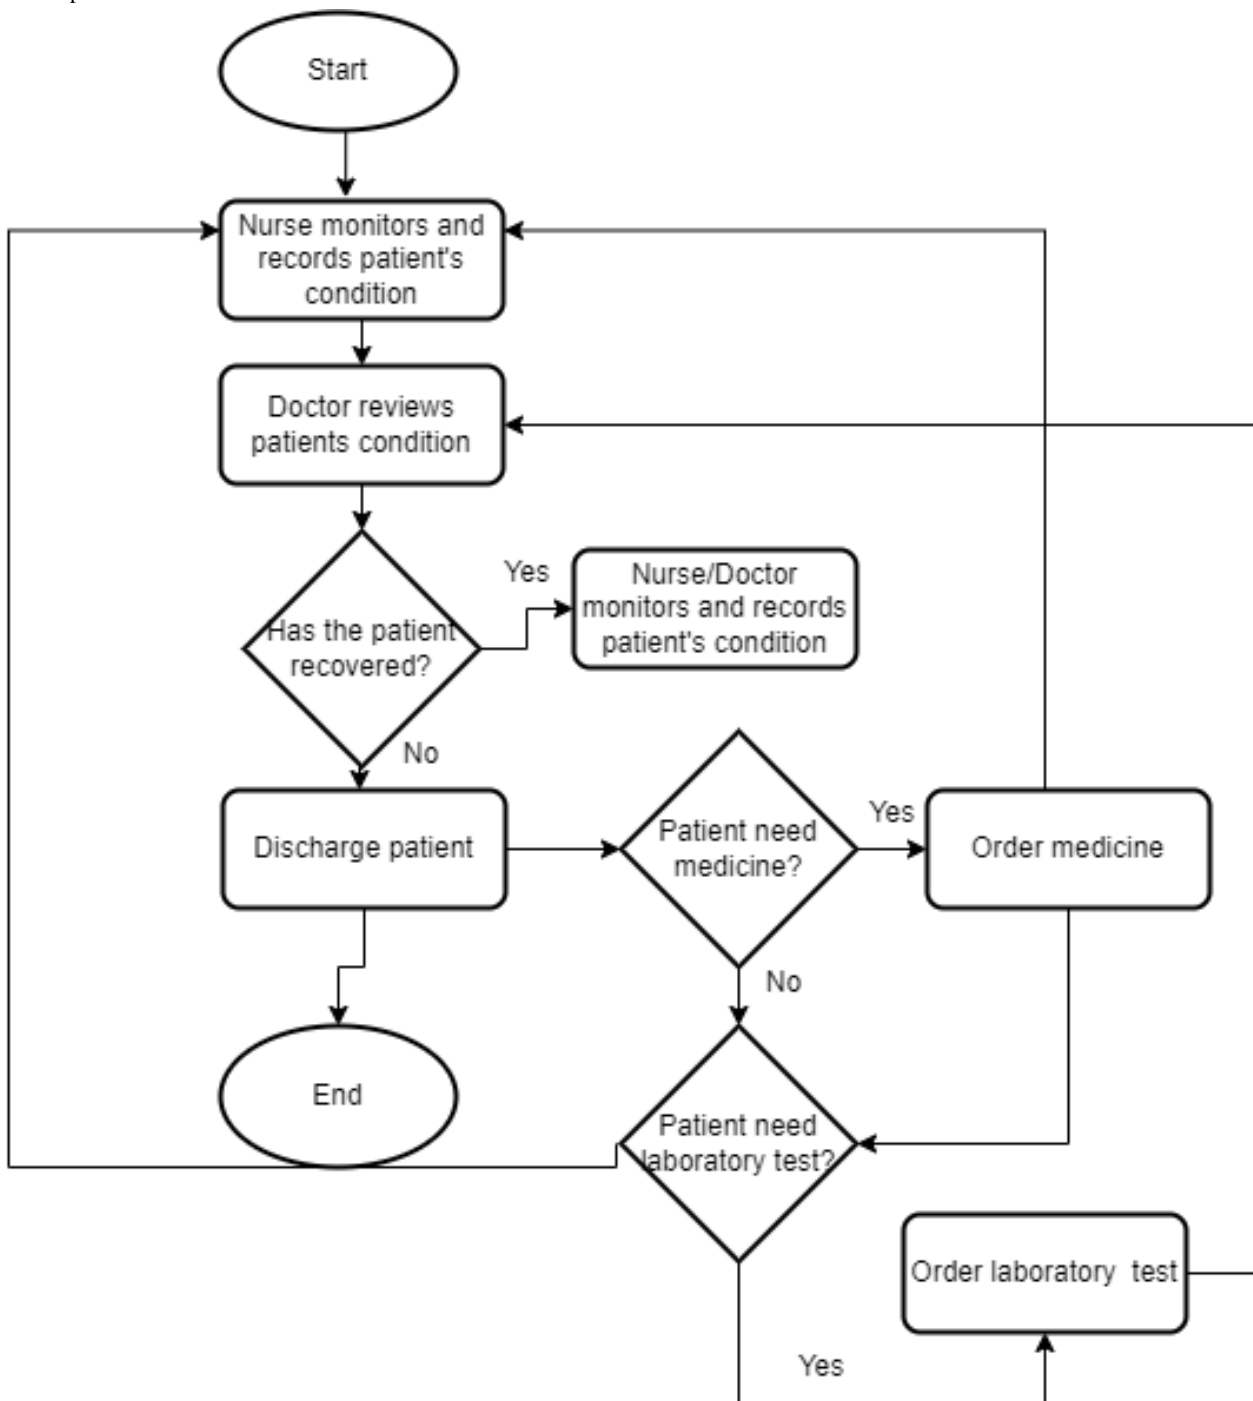 Start
Nurse monitors and
records patient's
condition
Doctor reviews
patients condition
Has the patient
recovered?
Yes
Nurse/Doctor
monitors and records
patient's condition
No
Discharge patient
Patient need
medicine?
Yes
Order medicine
No
End
Patient need
laboratory test?
Order laboratory test
Yes